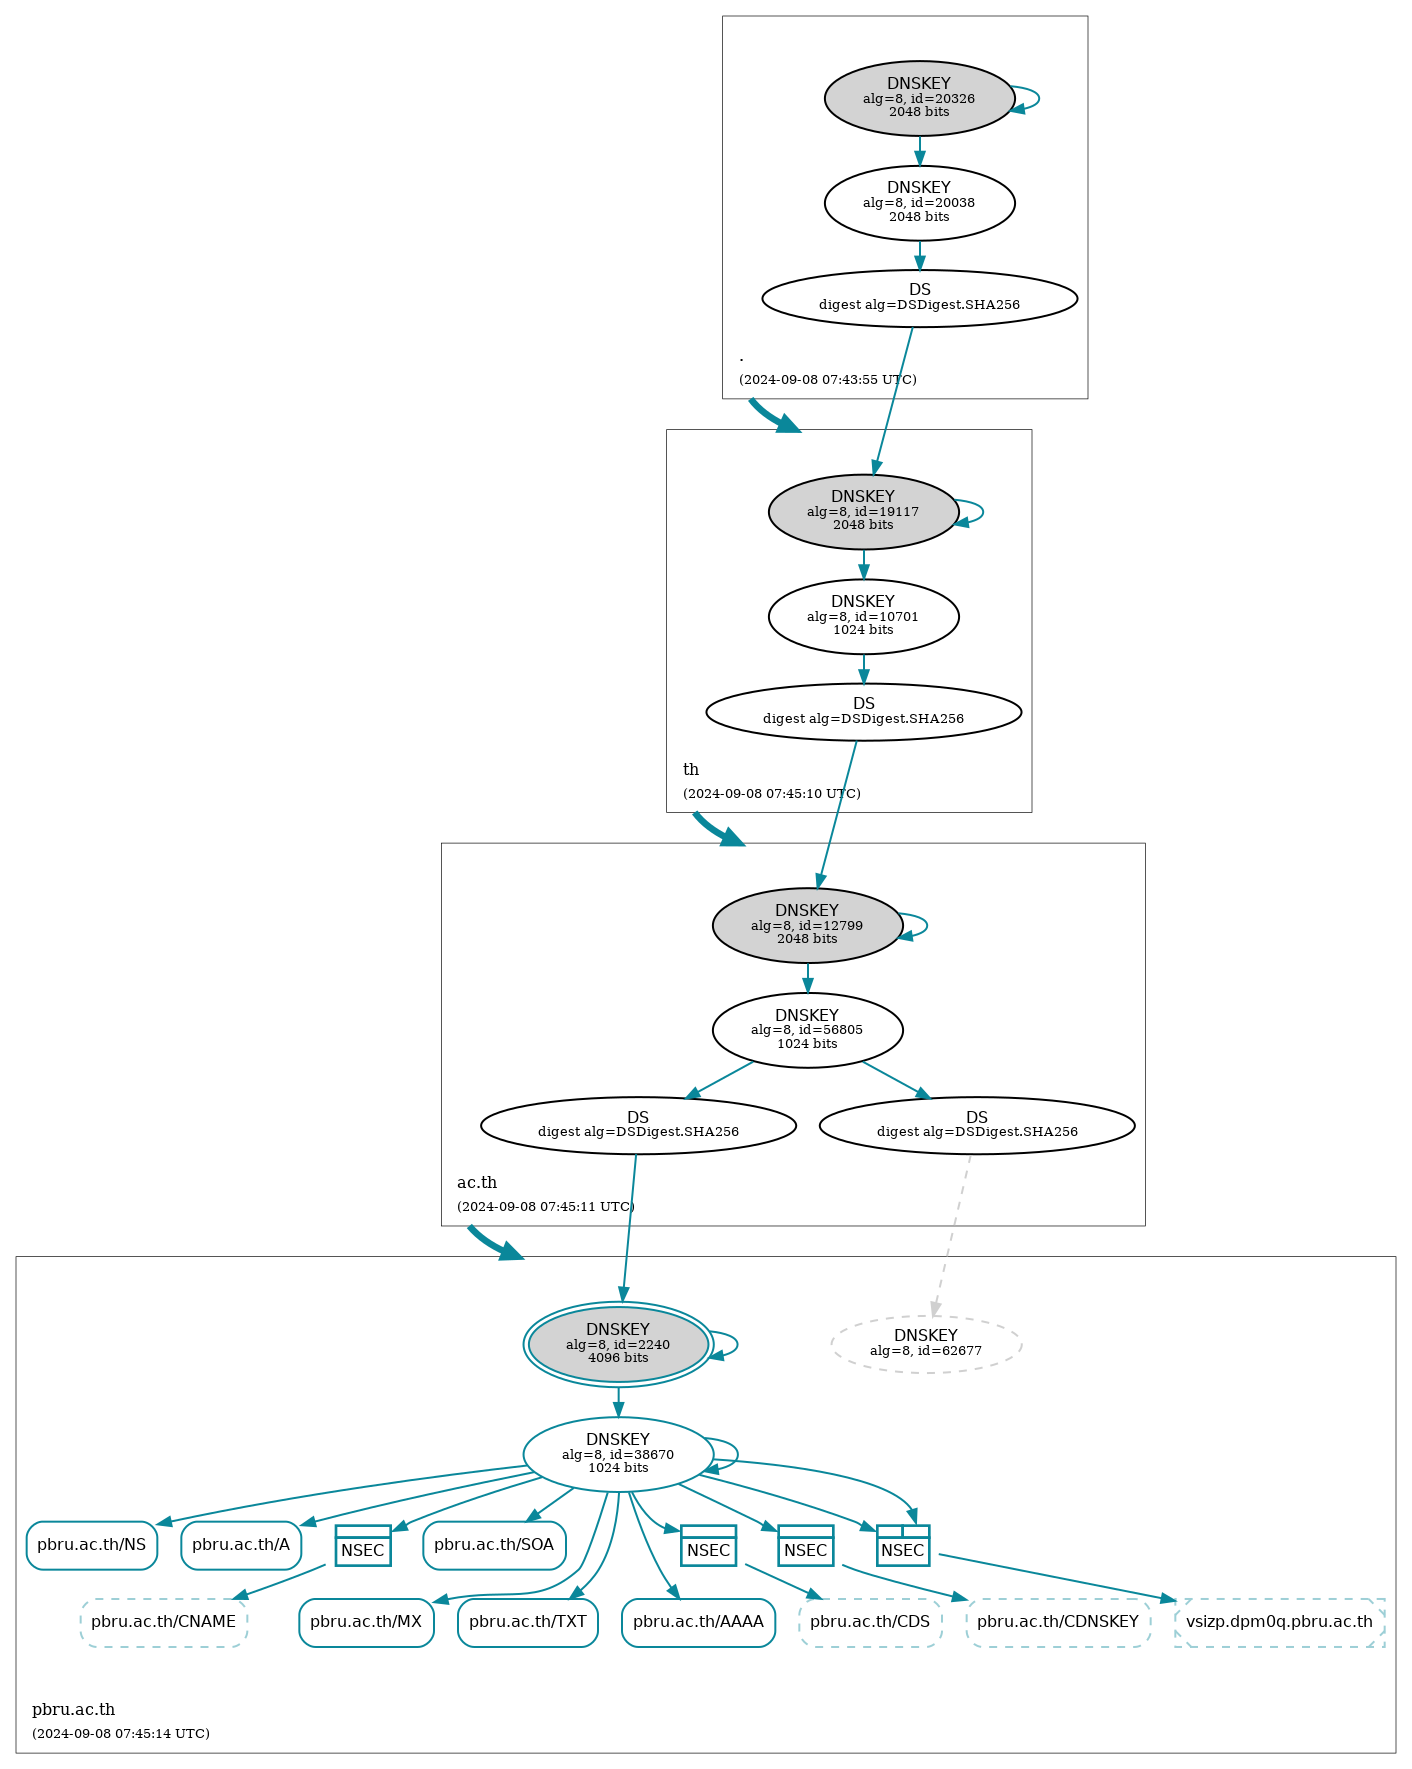 DNSKEY
alg=8, id=20326
2048 bits
DNSKEY
alg=8, id=20038
2048 bits
DS
digest alg=DSDigest.SHA256
.
(2024-09-08 07:43:55 UTC)
DNSKEY
alg=8, id=19117
2048 bits
DNSKEY
alg=8, id=10701
1024 bits
DS
digest alg=DSDigest.SHA256
th
(2024-09-08 07:45:10 UTC)
DNSKEY
alg=8, id=12799
2048 bits
DNSKEY
alg=8, id=56805
1024 bits
DS
digest alg=DSDigest.SHA256
DS
digest alg=DSDigest.SHA256
ac.th
(2024-09-08 07:45:11 UTC)
DNSKEY
alg=8, id=2240
4096 bits
DNSKEY
alg=8, id=62677
DNSKEY
alg=8, id=38670
1024 bits
pbru.ac.th/NS
pbru.ac.th/A
NSEC
pbru.ac.th/SOA
NSEC
NSEC
NSEC
pbru.ac.th/CNAME
pbru.ac.th/MX
pbru.ac.th/TXT
pbru.ac.th/AAAA
pbru.ac.th/CDS
pbru.ac.th/CDNSKEY
vsizp.dpm0q.pbru.ac.th
pbru.ac.th
(2024-09-08 07:45:14 UTC)